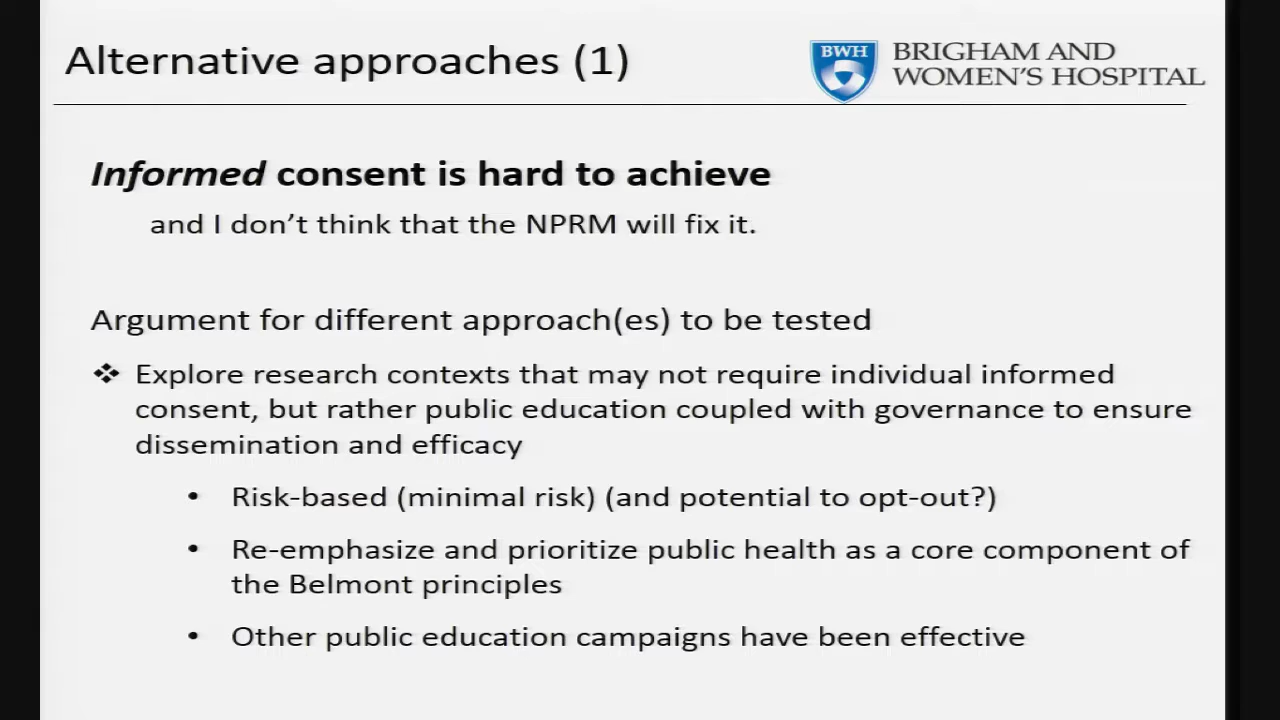 Alternative approaches (1)
BWH
BRIGHAM AND
WOMEN'S HOSPITAL
Informed consent is hard to achieve
and I don't think that the NPRM will fix it.
Argument for different approach(es) to be tested
❖ Explore research contexts that may not require individual informed
consent, but rather public education coupled with governance to ensure
dissemination and efficacy
• Risk-based (minimal risk) (and potential to opt-out?)
• Re-emphasize and prioritize public health as a core component of
the Belmont principles
• Other public education campaigns have been effective